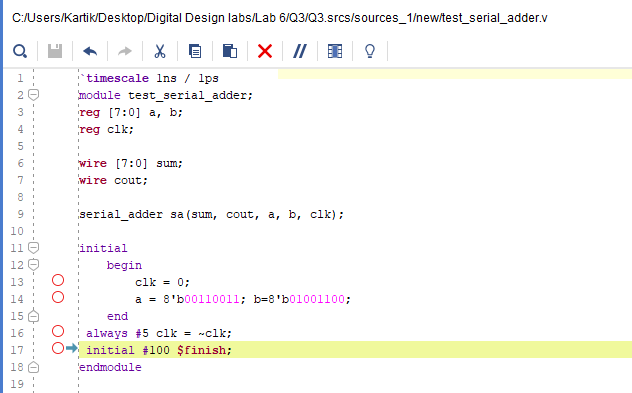 C:/Users/Kartik/Desktop/Digital Design labs/Lab 6/Q3/Q3.srcs/sources_1/new/test_serial_adder.v
1 `timescale 1ns / 1ps
2 module test_serial_adder;
3 reg [7:0] a, b;
4 reg clk;
5
6 wire [7:0] sum;
7 wire cout;
8
9 serial_adder sa(sum, cout, a, b, clk);
10
11 initial
12 begin
13 clk = 0;
14 a = 8'b00110011; b=8'b01001100;
15 end
16 always #5 clk = ~clk;
17 initial #100 $finish;
18 endmodule
19